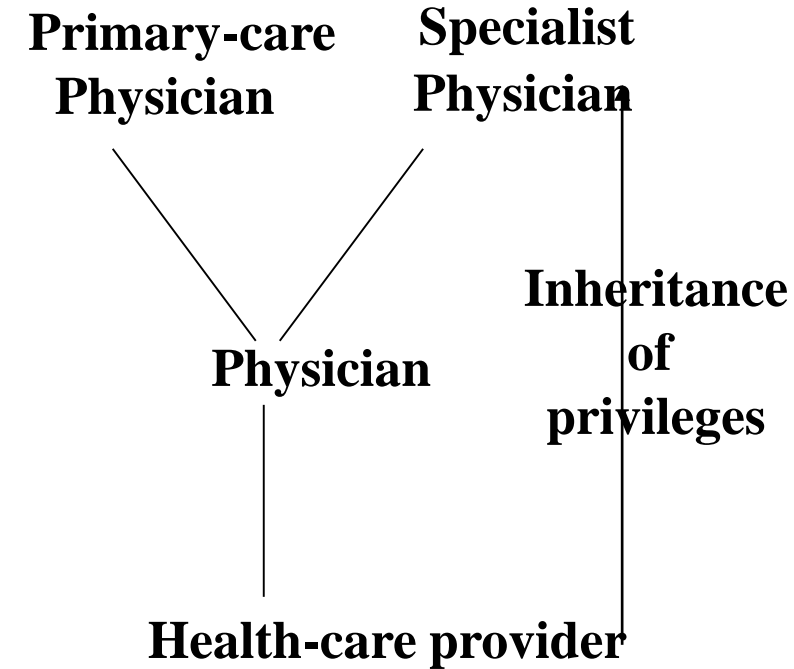 Primary-care
Physician
Specialist
Physician
Inheritance
of
privileges
Physician
Health-care provider